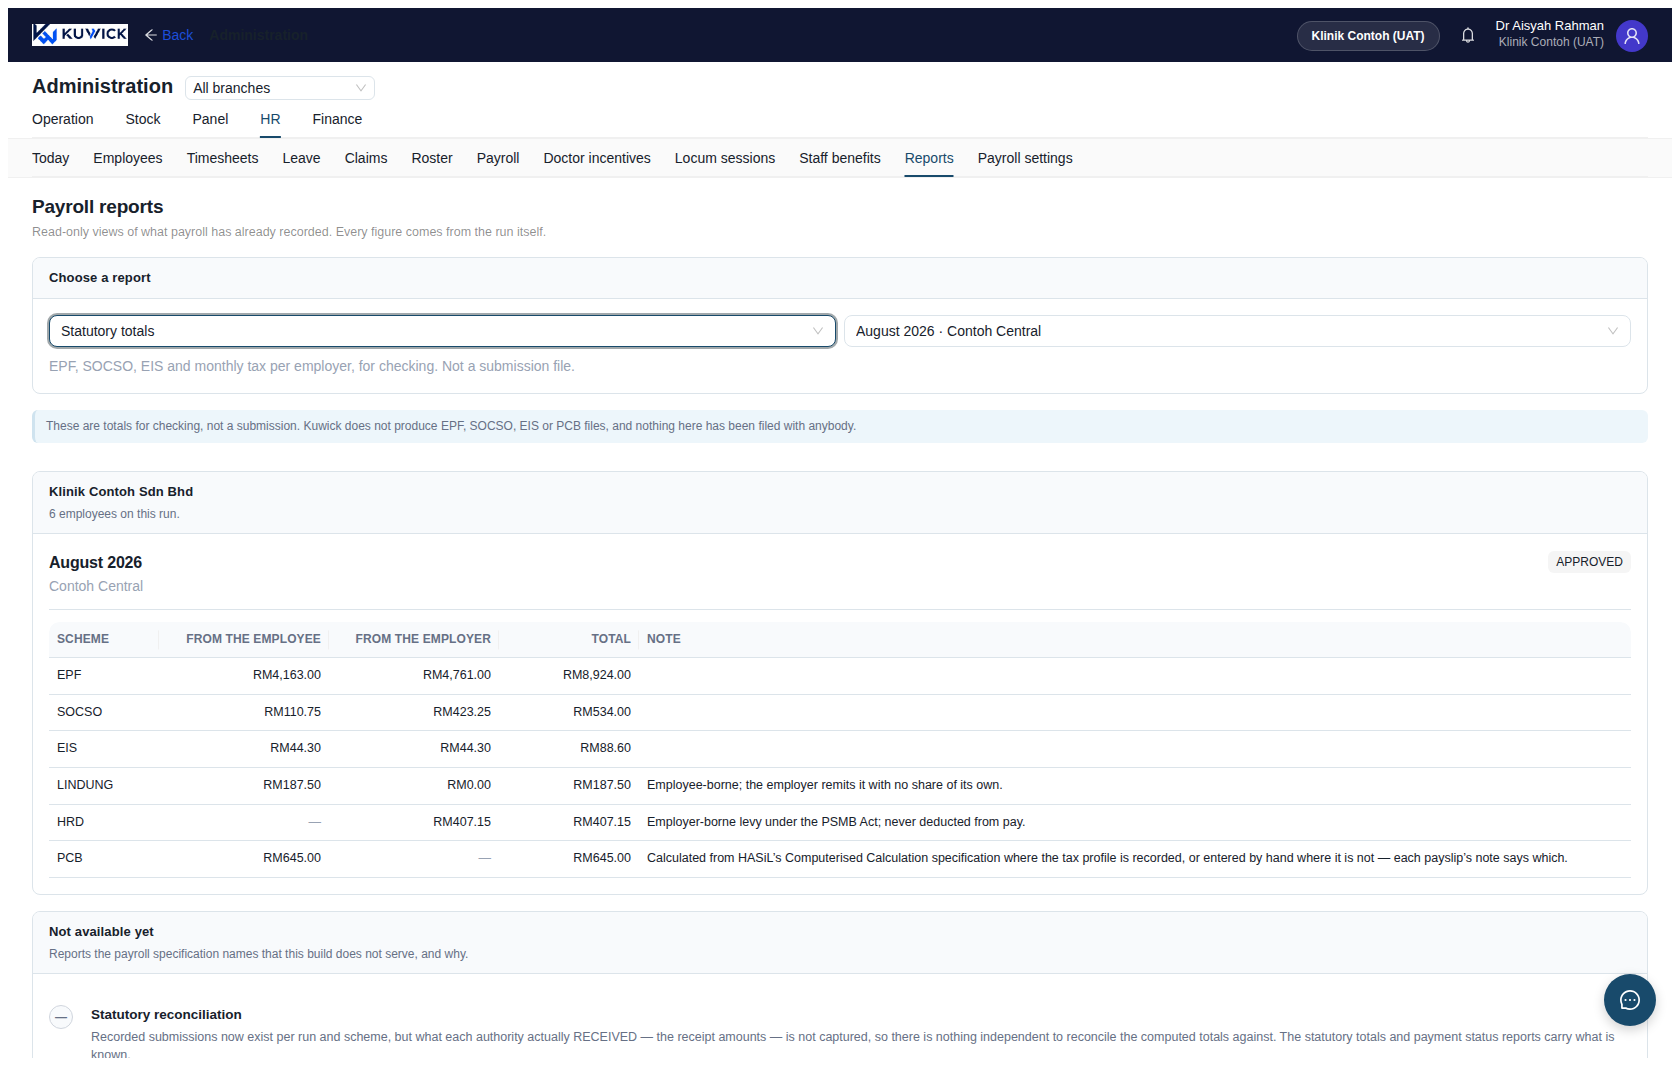 KUWICK
Back
Administration
Klinik Contoh (UAT)
Dr Aisyah Rahman
Klinik Contoh (UAT)
Administration
All branches
Operation
Stock
Panel
HR
Finance
Today
Employees
Timesheets
Leave
Claims
Roster
Payroll
Doctor incentives
Locum sessions
Staff benefits
Reports
Payroll settings
Payroll reports
Read-only views of what payroll has already recorded. Every figure comes from the run itself.
Choose a report
Statutory totals
August 2026 · Contoh Central
EPF, SOCSO, EIS and monthly tax per employer, for checking. Not a submission file.
These are totals for checking, not a submission. Kuwick does not produce EPF, SOCSO, EIS or PCB files, and nothing here has been filed with anybody.
Klinik Contoh Sdn Bhd
6 employees on this run.
August 2026
APPROVED
Contoh Central
SCHEME FROM THE EMPLOYEE FROM THE EMPLOYER TOTAL NOTE
EPF RM4,163.00 RM4,761.00 RM8,924.00
SOCSO RM110.75 RM423.25 RM534.00
EIS RM44.30 RM44.30 RM88.60
LINDUNG RM187.50 RM0.00 RM187.50 Employee-borne; the employer remits it with no share of its own.
HRD — RM407.15 RM407.15 Employer-borne levy under the PSMB Act; never deducted from pay.
PCB RM645.00 — RM645.00 Calculated from HASiL’s Computerised Calculation specification where the tax profile is recorded, or entered by hand where it is not — each payslip’s note says which.
Not available yet
Reports the payroll specification names that this build does not serve, and why.
Statutory reconciliation
Recorded submissions now exist per run and scheme, but what each authority actually RECEIVED — the receipt amounts — is not captured, so there is nothing independent to reconcile the computed totals against. The statutory totals and payment status reports carry what is
known.